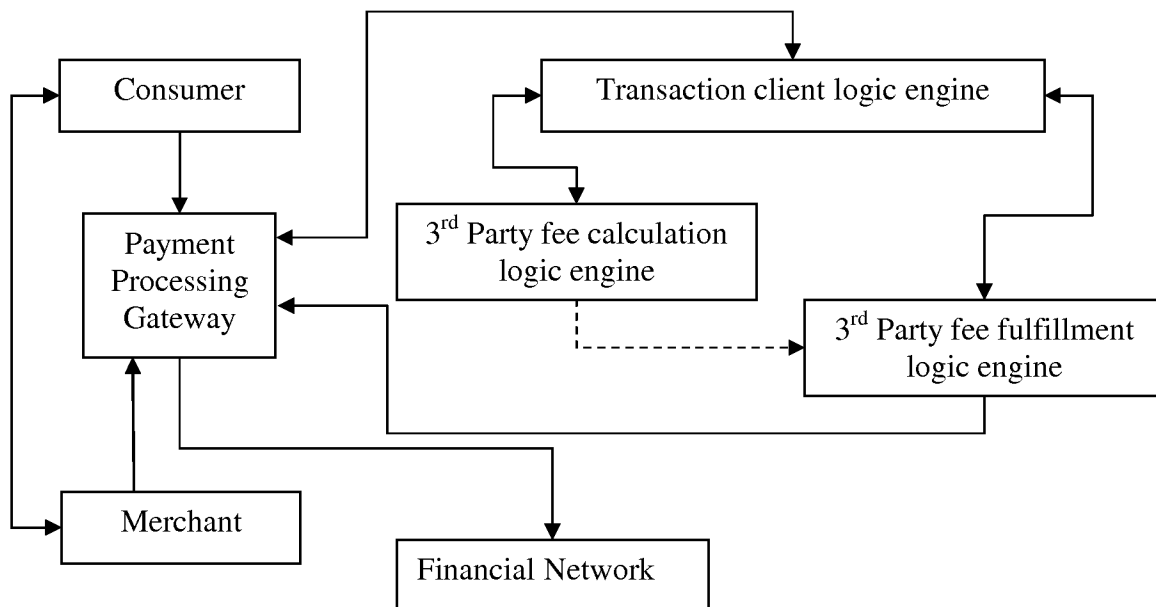 Consumer
Transaction client logic engine
Payment
Processing
Gateway
3rd Party fee calculation
logic engine
3rd Party fee fulfillment
logic engine
Merchant
Financial Network